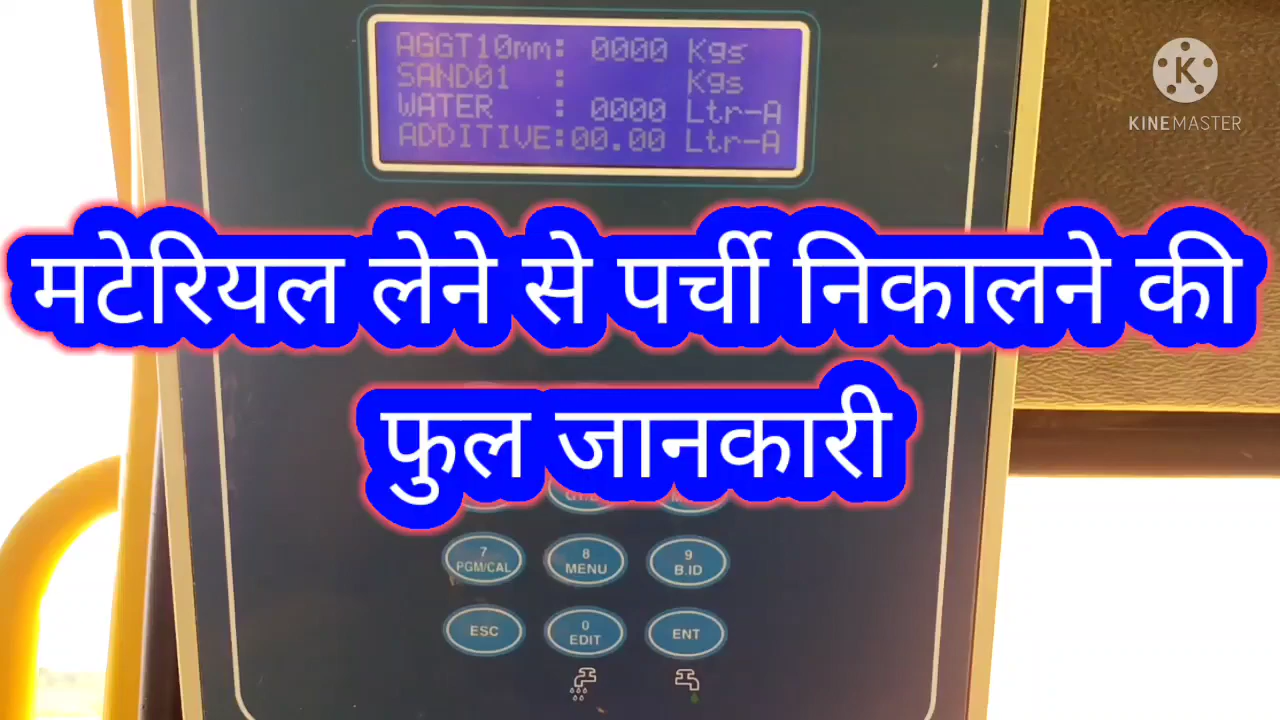 AGGT10mm: 0000 Kgs
SAND01 : Kgs
WATER : 0000 Ltr-A
ADDITIVE:00.00 Ltr-A
K
KINEMASTER
मटेरियल लेने से पर्ची निकालने की
फुल जानकारी
7
PGM/CAL
8
MENU
9
B.ID
ESC
0
EDIT
ENT